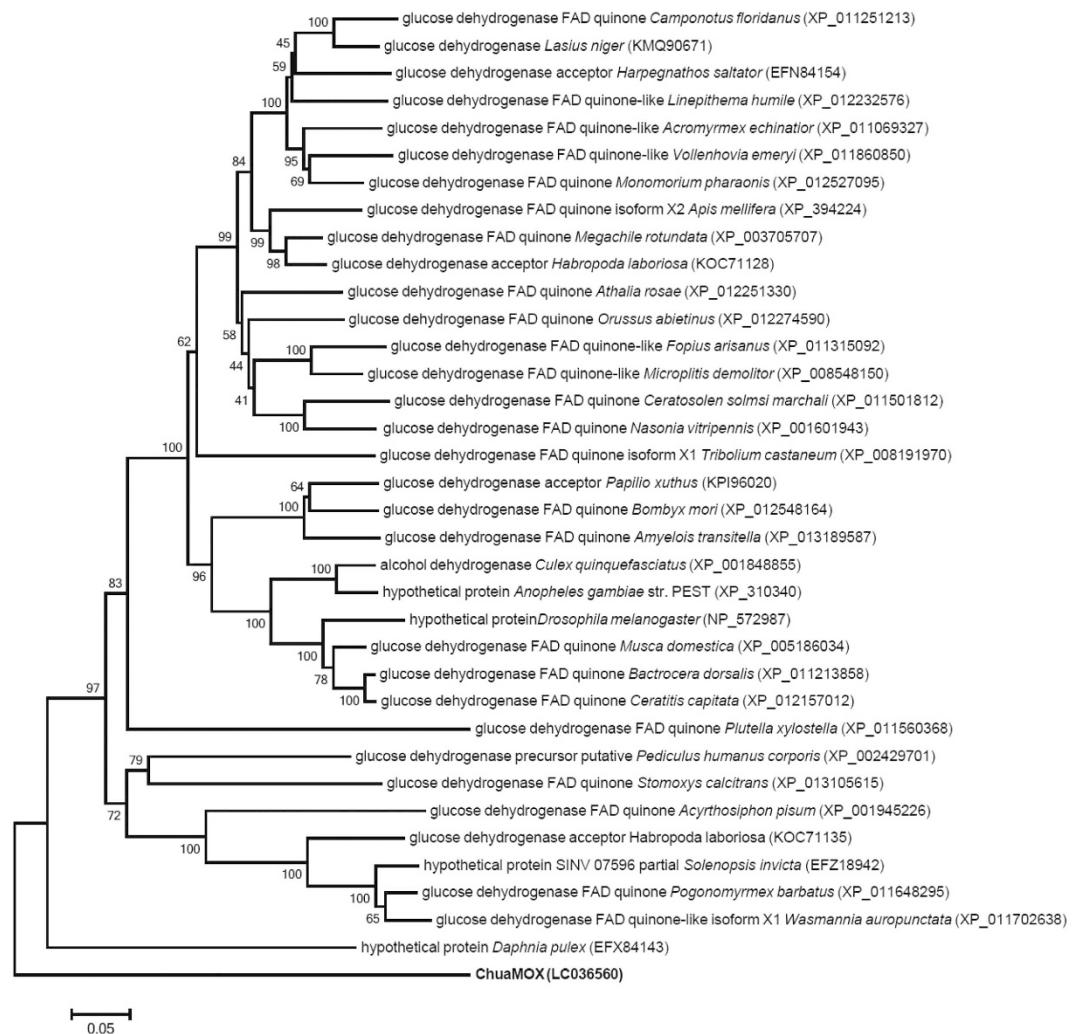 glucose dehydrogenase FAD quinone Camponotus floridanus (XP_011251213)
100
glucose dehydrogenase Lasius niger (KMQ90671)
45
59
glucose dehydrogenase acceptor Harpegnathos saltator (EFN84154)
glucose dehydrogenase FAD quinone-like Linepithema humile (XP_012232576)
100
glucose dehydrogenase FAD quinone-like Acromyrmex echinatior (XP_011069327)
95
glucose dehydrogenase FAD quinone-like Vollenhovia emeryi (XP_011860850)
84
69
glucose dehydrogenase FAD quinone Monomorium pharaonis (XP_012527095)
glucose dehydrogenase FAD quinone isoform X2 Apis mellifera (XP_394224)
99
99
glucose dehydrogenase FAD quinone Megachile rotundata (XP_003705707)
98
glucose dehydrogenase acceptor Habropoda laboriosa (KOC71128)
glucose dehydrogenase FAD quinone Athalia rosae (XP_012251330)
58
glucose dehydrogenase FAD quinone Orussus abietinus (XP_012274590)
62
44
100
glucose dehydrogenase FAD quinone-like Fopius arisanus (XP_011315092)
glucose dehydrogenase FAD quinone-like Microplitis demolitor (XP_008548150)
41
glucose dehydrogenase FAD quinone Ceratosolen solmsi marchali (XP_011501812)
100
glucose dehydrogenase FAD quinone Nasonia vitripennis (XP_001601943)
100
glucose dehydrogenase FAD quinone isoform X1 Tribolium castaneum (XP_008191970)
64
glucose dehydrogenase acceptor Papilio xuthus (KPI96020)
100
glucose dehydrogenase FAD quinone Bombyx mori (XP_012548164)
glucose dehydrogenase FAD quinone Amyelois transitella (XP_013189587)
96
83
100
alcohol dehydrogenase Culex quinquefasciatus (XP_001848855)
hypothetical protein Anopheles gambiae str. PEST (XP_310340)
100
hypothetical proteinDrosophila melanogaster (NP_572987)
100
glucose dehydrogenase FAD quinone Musca domestica (XP_005186034)
78
glucose dehydrogenase FAD quinone Bactrocera dorsalis (XP_011213858)
100
glucose dehydrogenase FAD quinone Ceratitis capitata (XP_012157012)
97
glucose dehydrogenase FAD quinone Plutella xylostella (XP_011560368)
79
glucose dehydrogenase precursor putative Pediculus humanus corporis (XP_002429701)
glucose dehydrogenase FAD quinone Stomoxys calcitrans (XP_013105615)
72
glucose dehydrogenase FAD quinone Acyrthosiphon pisum (XP_001945226)
100
glucose dehydrogenase acceptor Habropoda laboriosa (KOC71135)
100
hypothetical protein SINV 07596 partial Solenopsis invicta (EFZ18942)
100
glucose dehydrogenase FAD quinone Pogonomyrmex barbatus (XP_011648295)
65
glucose dehydrogenase FAD quinone-like isoform X1 Wasmannia auropunctata (XP_011702638)
hypothetical protein Daphnia pulex (EFX84143)
ChuaMOX (LC036560)
0.05